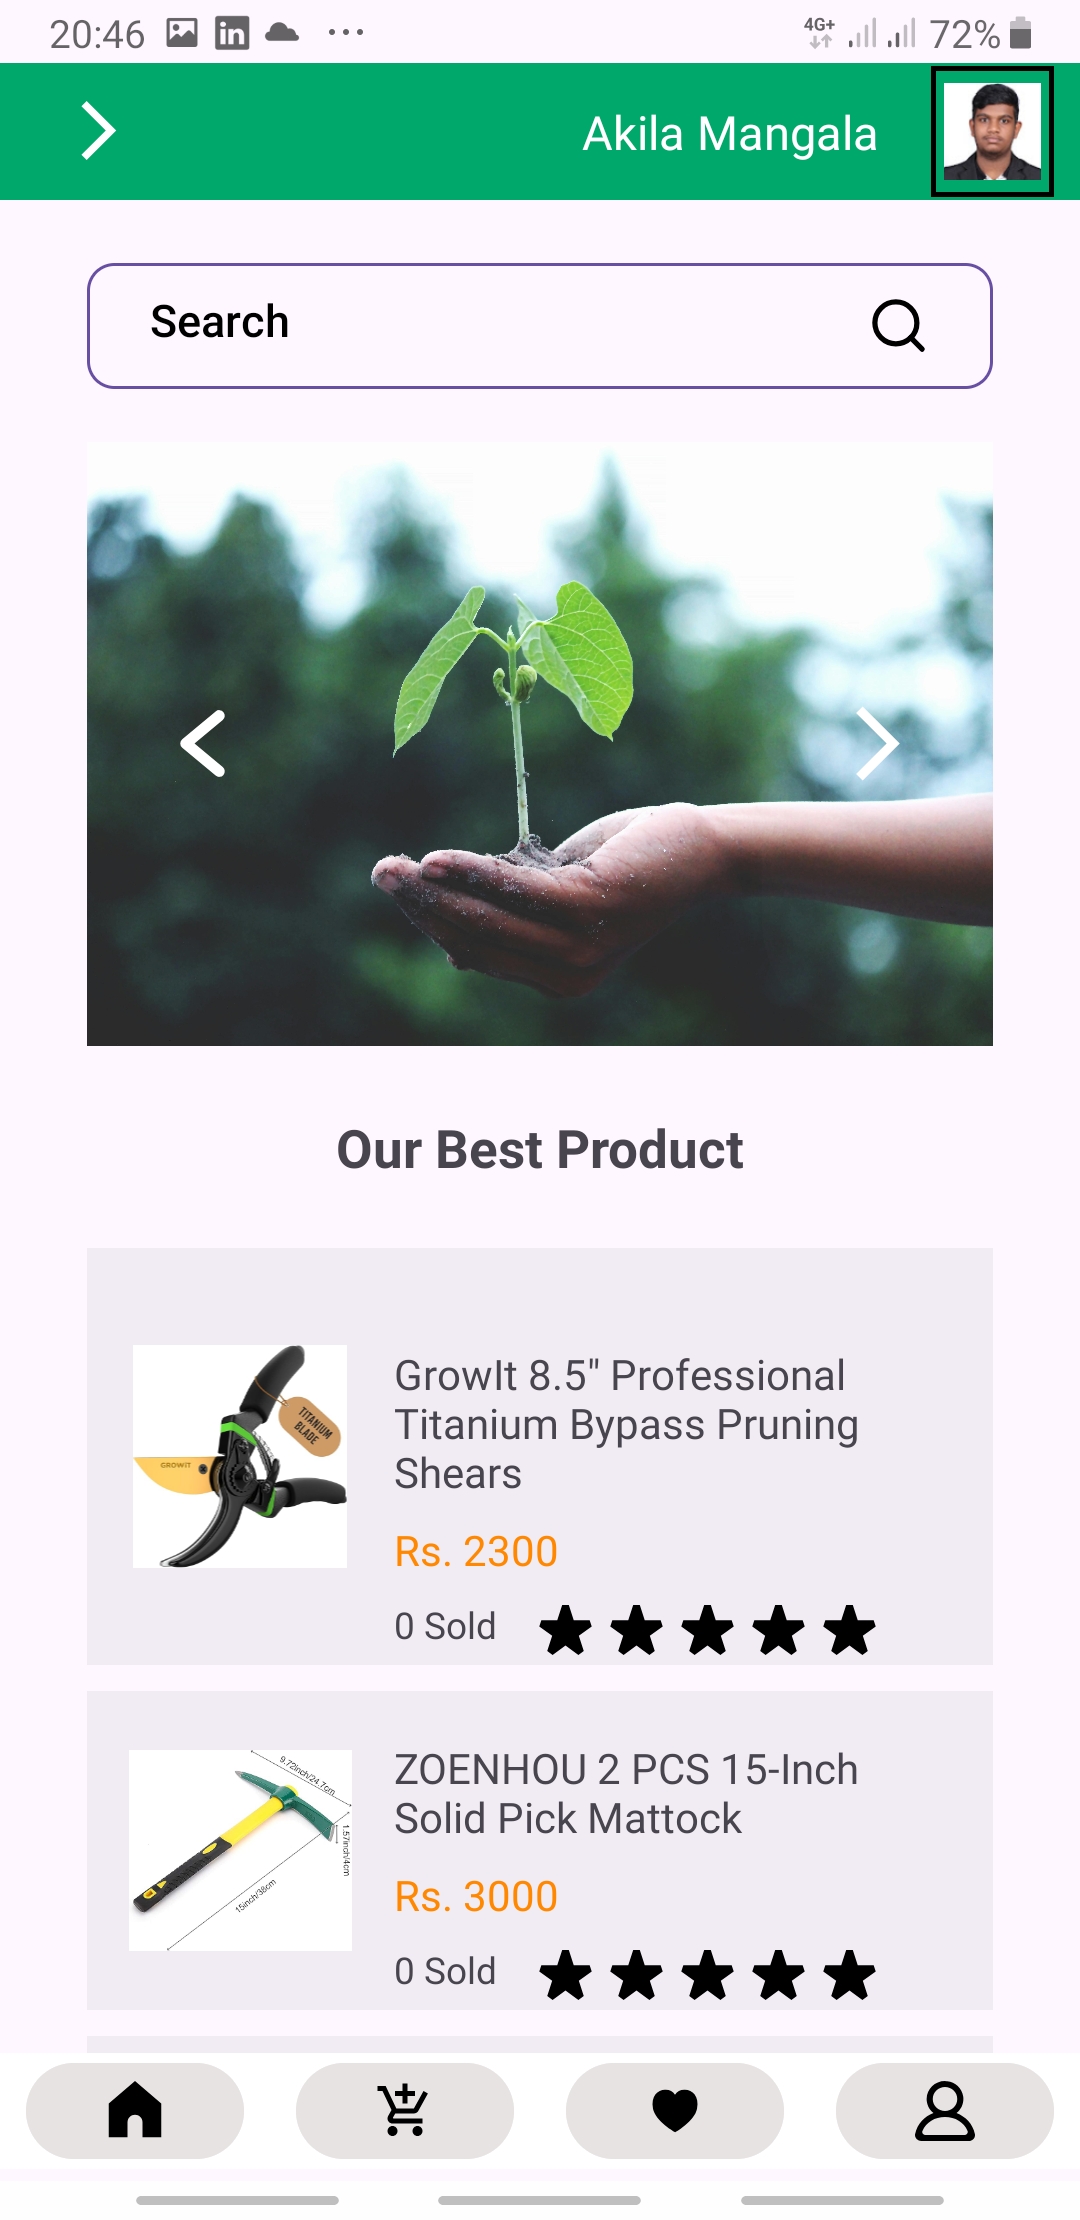 20:46
4G+
72%
Akila Mangala
Search
Our Best Product
TITANIUM
BLADE
GROWIT
GrowIt 8.5" Professional
Titanium Bypass Pruning
Shears
Rs. 2300
0 Sold
9.72inch/24.7cm
1.57inch/4cm
15inch/38cm
ZOENHOU 2 PCS 15-Inch
Solid Pick Mattock
Rs. 3000
0 Sold